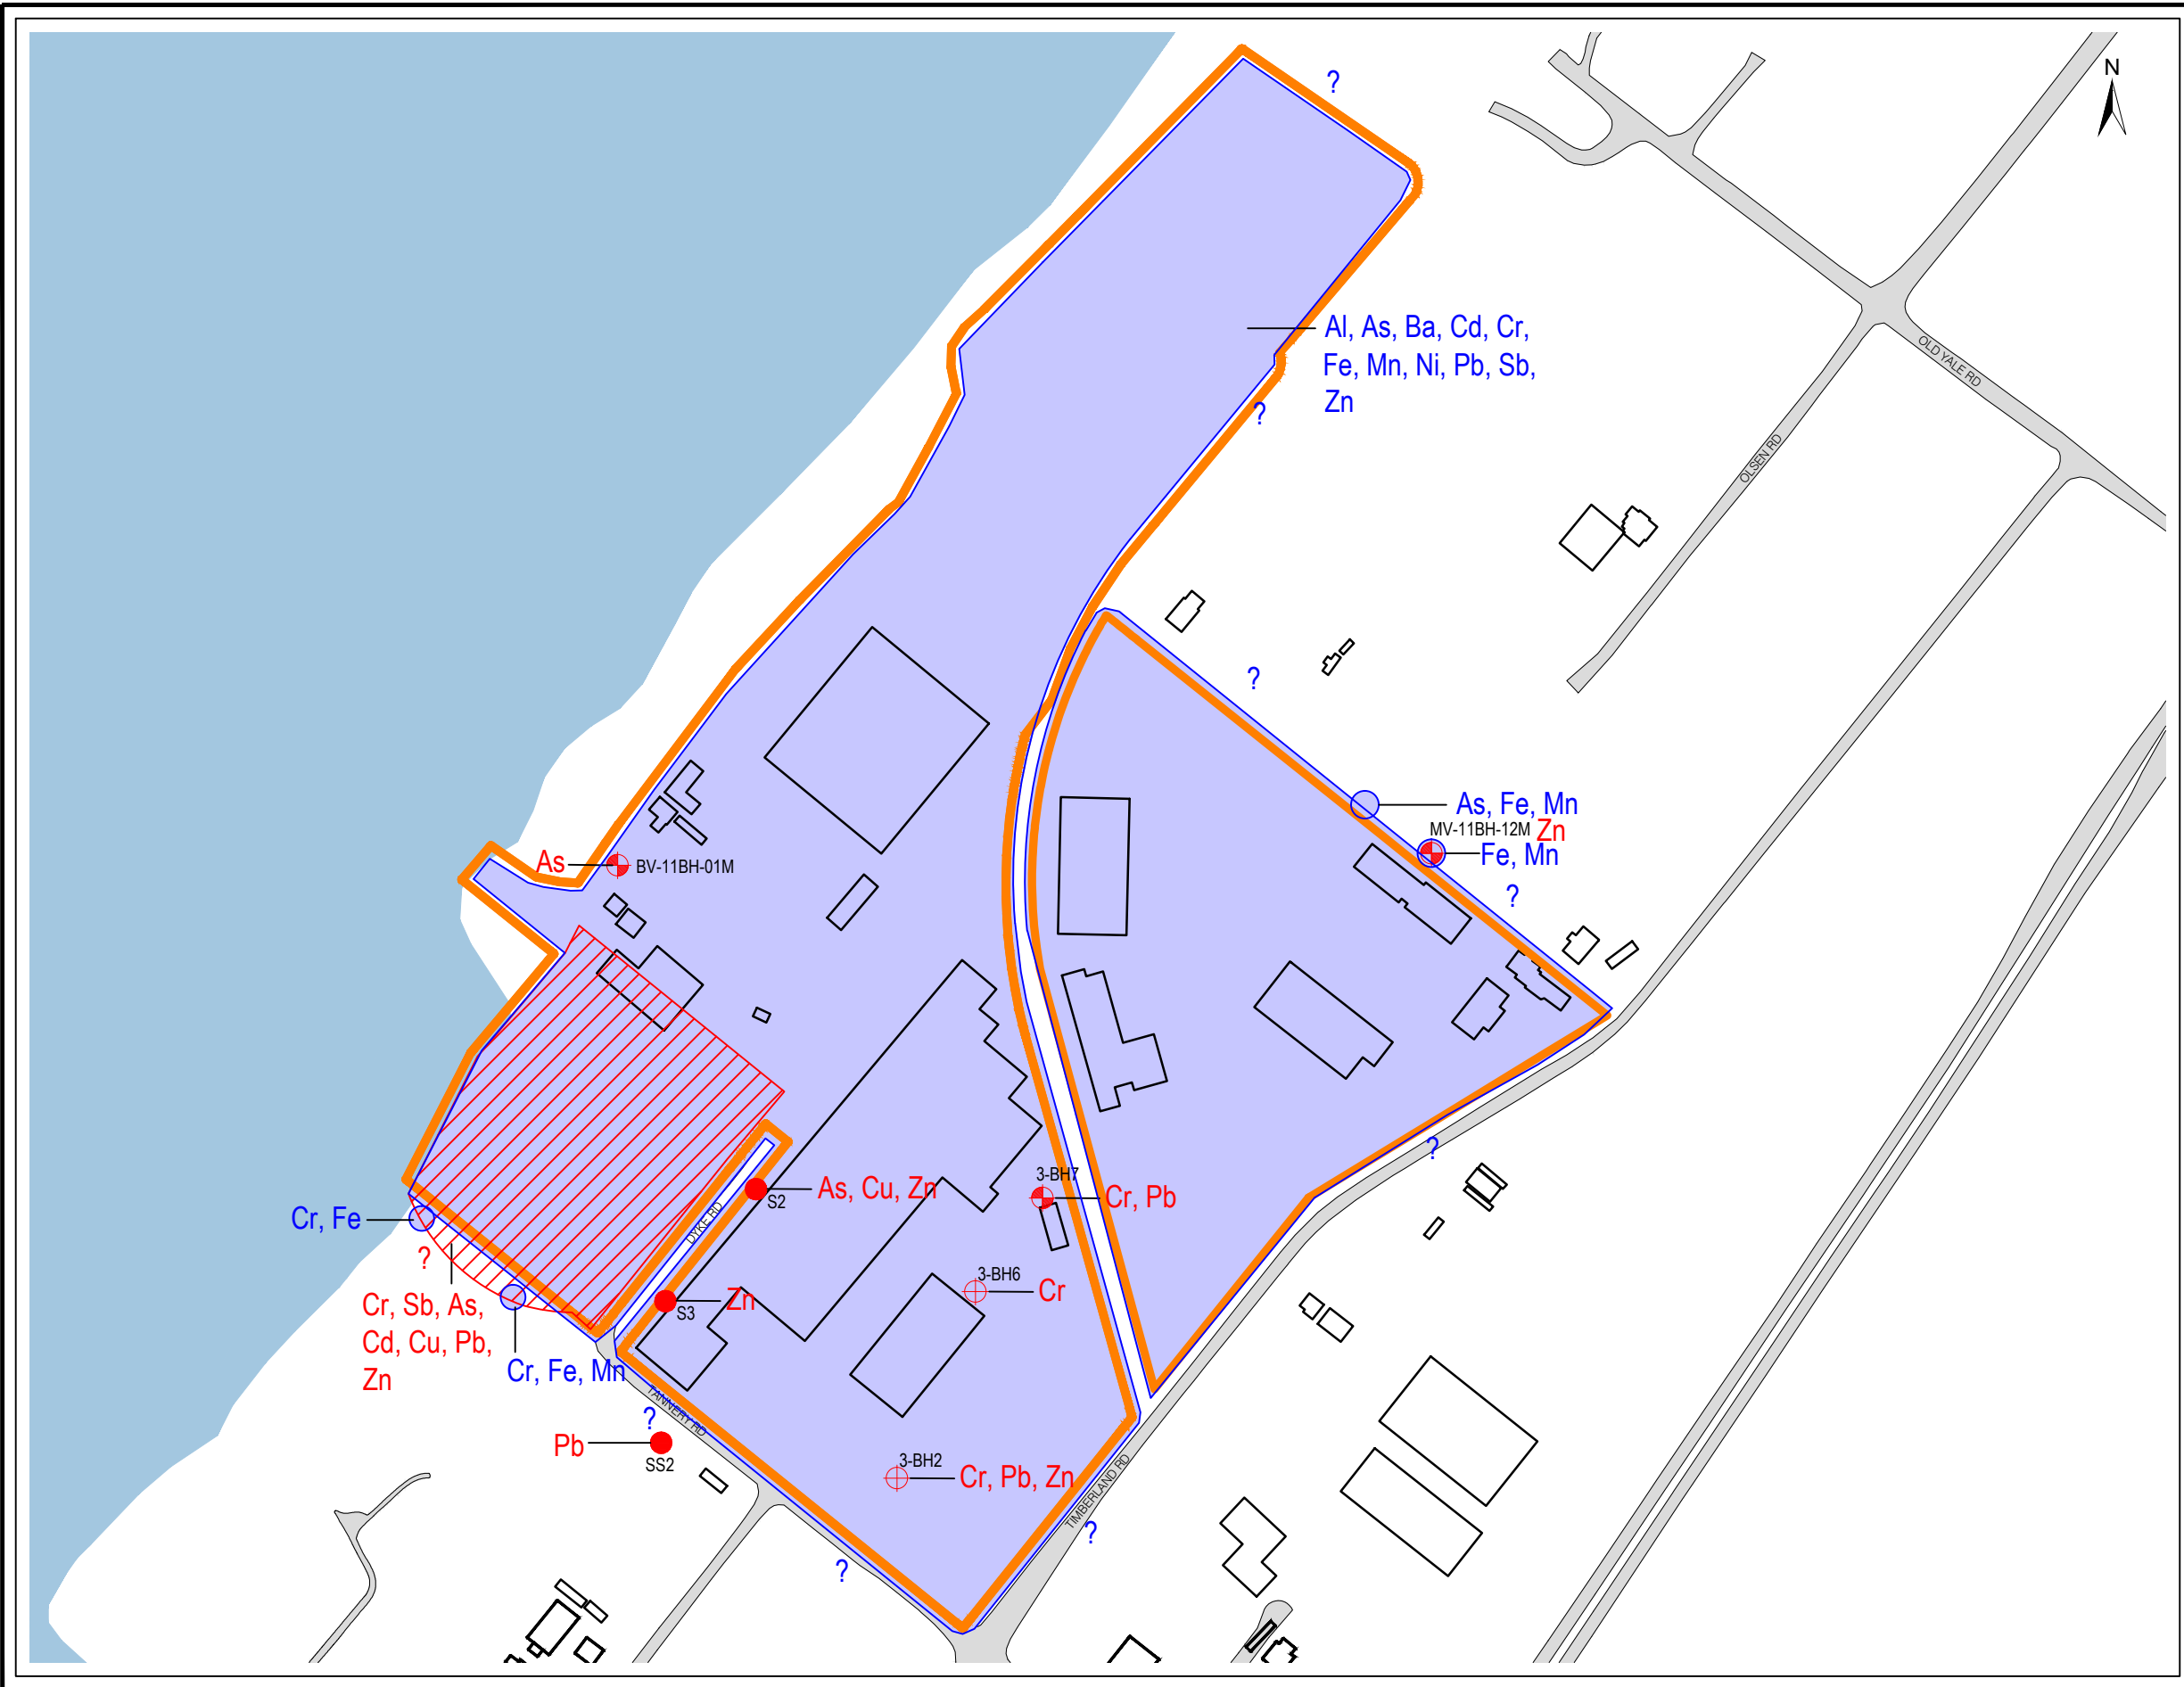 ?
N
Al, As, Ba, Cd, Cr,
Fe, Mn, Ni, Pb, Sb,
Zn
?
OLD YALE RD
OLSEN RD
?
As, Fe, Mn
MV-11BH-12M Zn
Fe, Mn
As
BV-11BH-01M
?
?
3-BH7
Cr, Pb
As, Cu, Zn
S2
DYKE RD
Cr, Fe
?
3-BH6
Cr
Zn
S3
Cr, Sb, As,
Cd, Cu, Pb,
Zn
Cr, Fe, Mn
TANNERY RD
?
Pb
SS2
3-BH2
Cr, Pb, Zn
TIMBERLAND RD
?
?